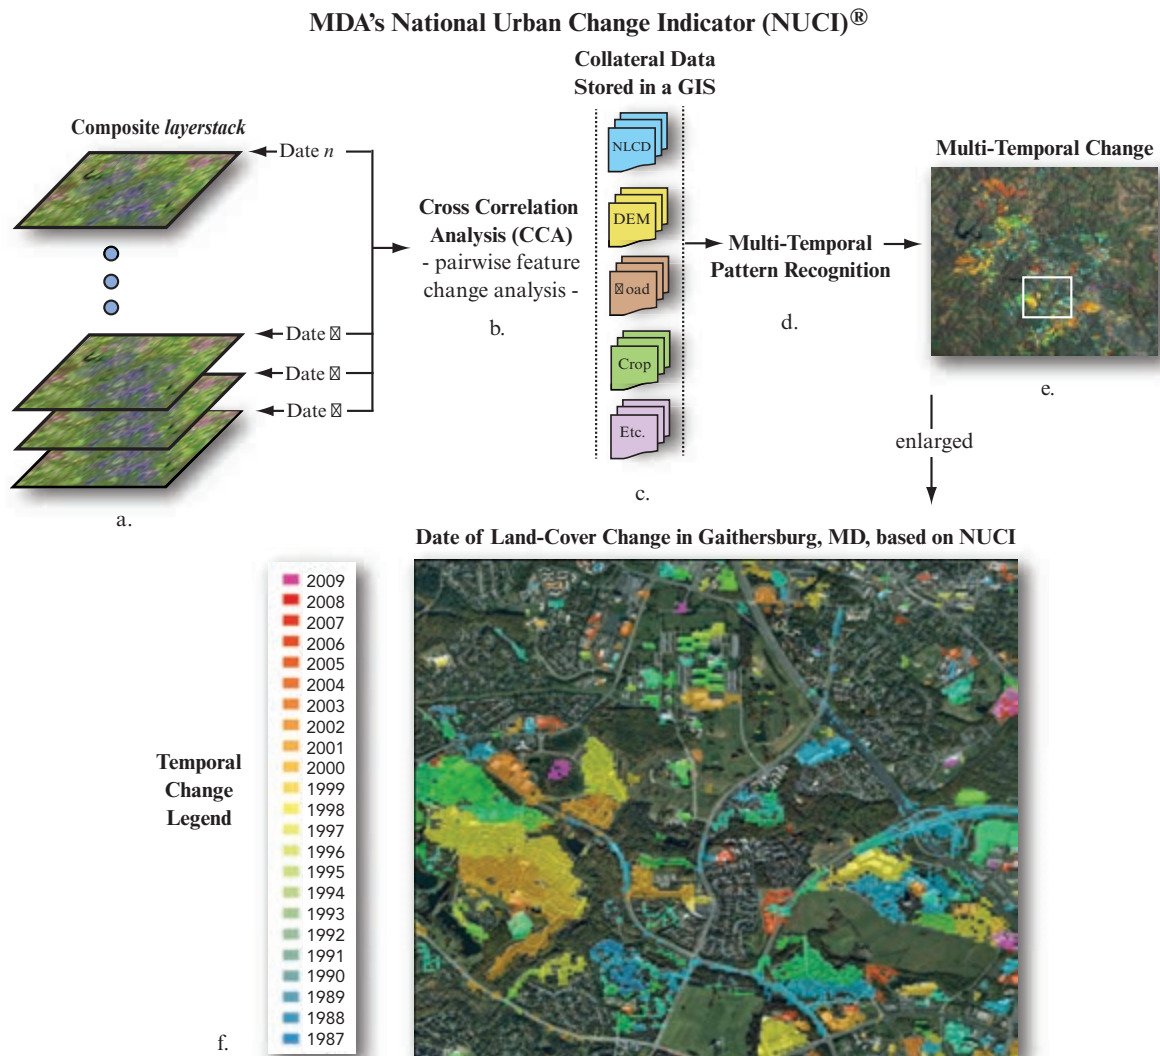 MDA's National Urban Change Indicator (NUCI)®
Collateral Data
Stored in a GIS
Composite layerstack
Date n
Date
Date
Date
a.
Cross Correlation
Analysis (CCA)
- pairwise feature
change analysis -
b.
NLCD
DEM
oad
Crop
Etc.
c.
Multi-Temporal
Pattern Recognition
d.
Multi-Temporal Change
e.
enlarged
Date of Land-Cover Change in Gaithersburg, MD, based on NUCI
Temporal
Change
Legend
2009
2008
2007
2006
2005
2004
2003
2002
2001
2000
1999
1998
1997
1996
1995
1994
1993
1992
1991
1990
1989
1988
1987
f.